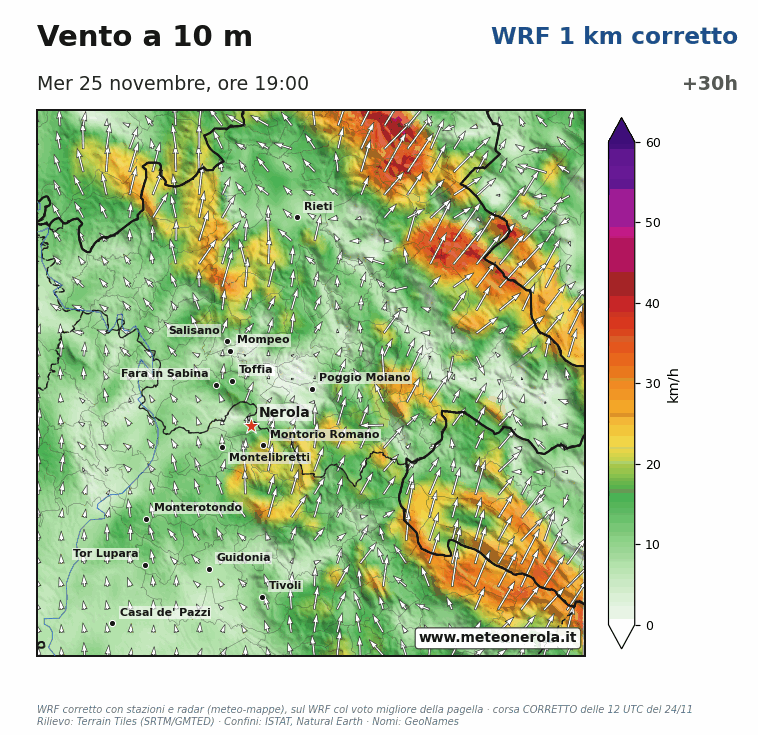 Vento a 10 m
WRF 1 km corretto
Mer 25 novembre, ore 19:00
+30h
Rieti
Salisano
Mompeo
Fara in Sabina
Toffia
Poggio Moiano
Nerola
Montorio Romano
Montelibretti
Monterotondo
Tor Lupara
Guidonia
Tivoli
Casal de' Pazzi
www.meteonerola.it
60
50
40
30
20
10
0
km/h
WRF corretto con stazioni e radar (meteo-mappe), sul WRF col voto migliore della pagella · corsa CORRETTO delle 12 UTC del 24/11
Rilievo: Terrain Tiles (SRTM/GMTED) · Confini: ISTAT, Natural Earth · Nomi: GeoNames